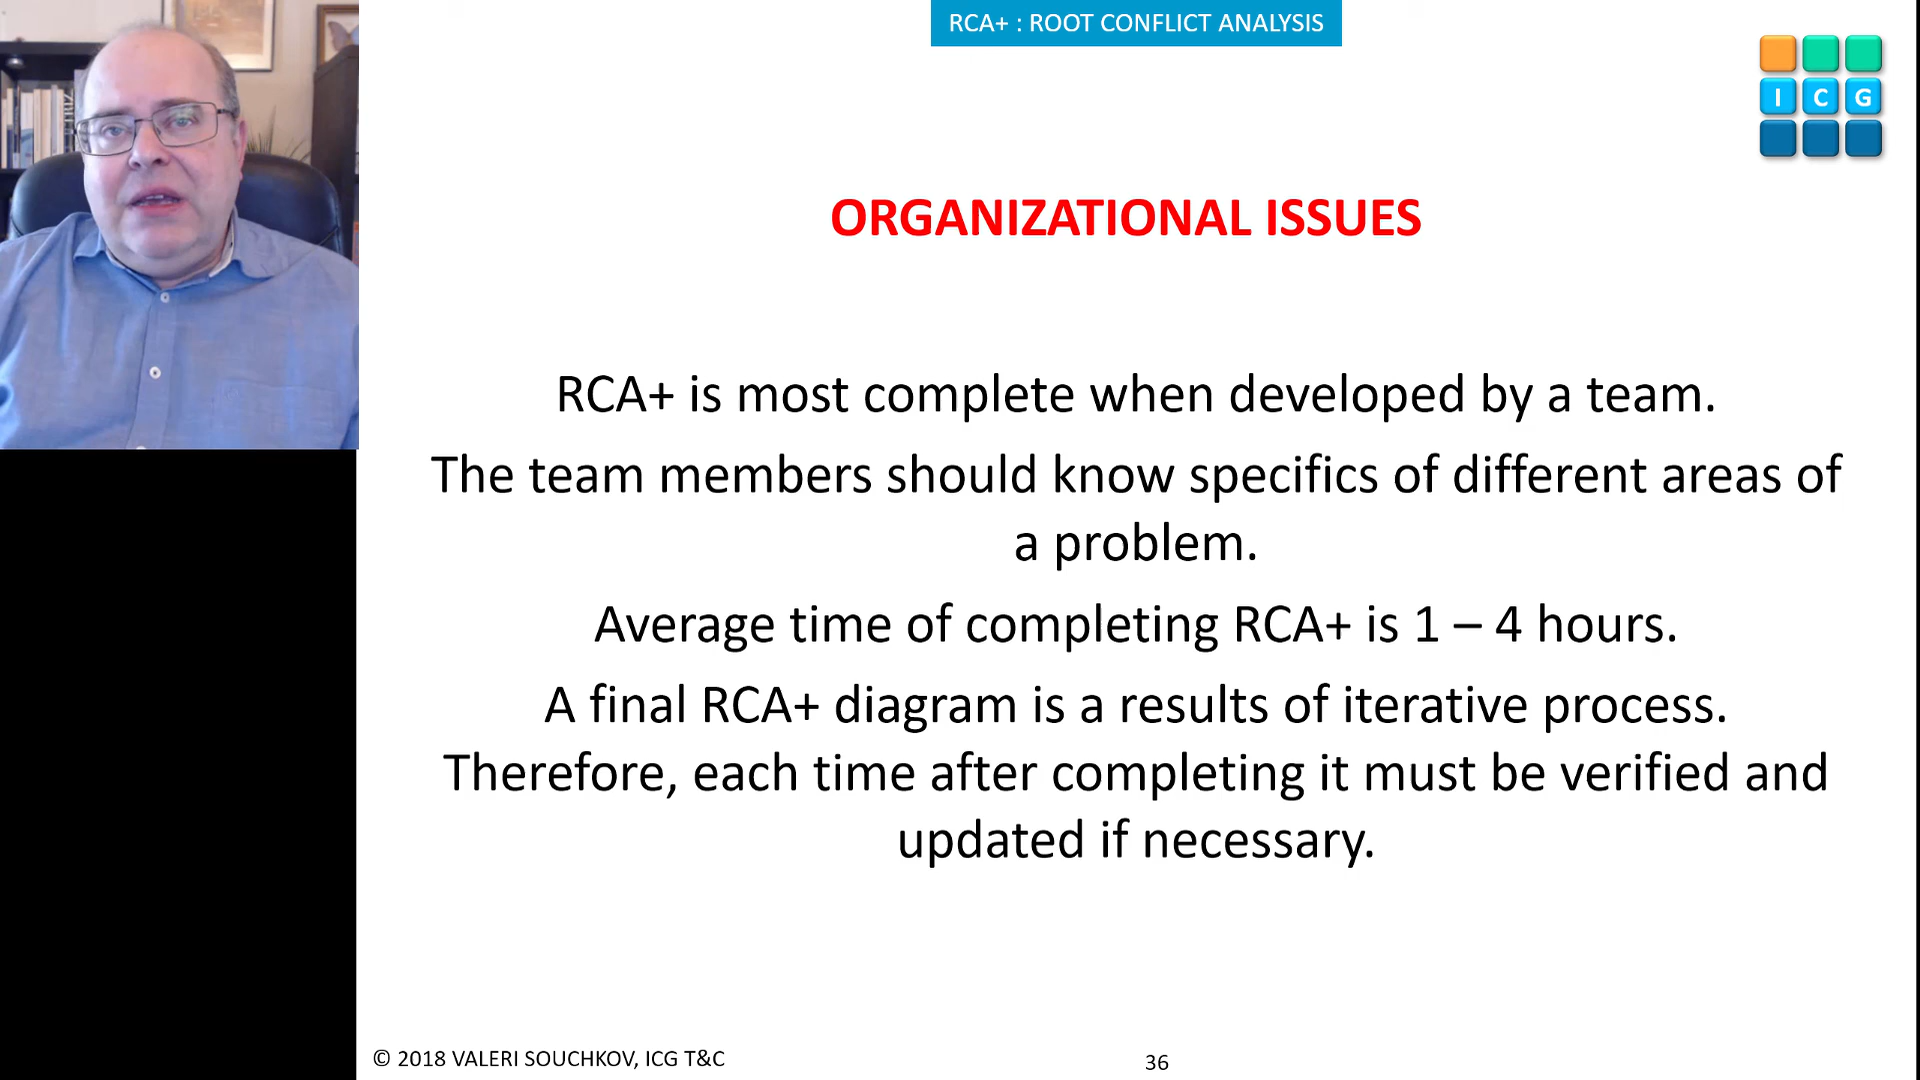 RCA+ : ROOT CONFLICT ANALYSIS
I C G
ORGANIZATIONAL ISSUES
RCA+ is most complete when developed by a team.
The team members should know specifics of different areas of
a problem.
Average time of completing RCA+ is 1 – 4 hours.
A final RCA+ diagram is a results of iterative process.
Therefore, each time after completing it must be verified and
updated if necessary.
© 2018 VALERI SOUCHKOV, ICG T&C
36